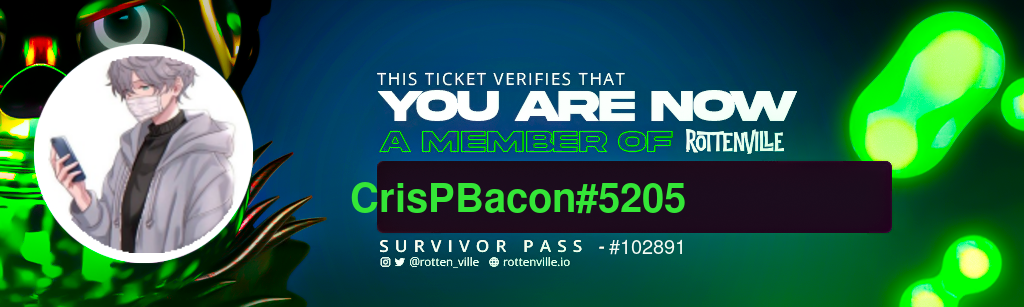 THIS TICKET VERIFIES THAT
YOU ARE NOW
A MEMBER OF ROTTENVILLE
CrisPBacon#5205
SURVIVOR PASS - #102891
@rotten_ville rottenville.io